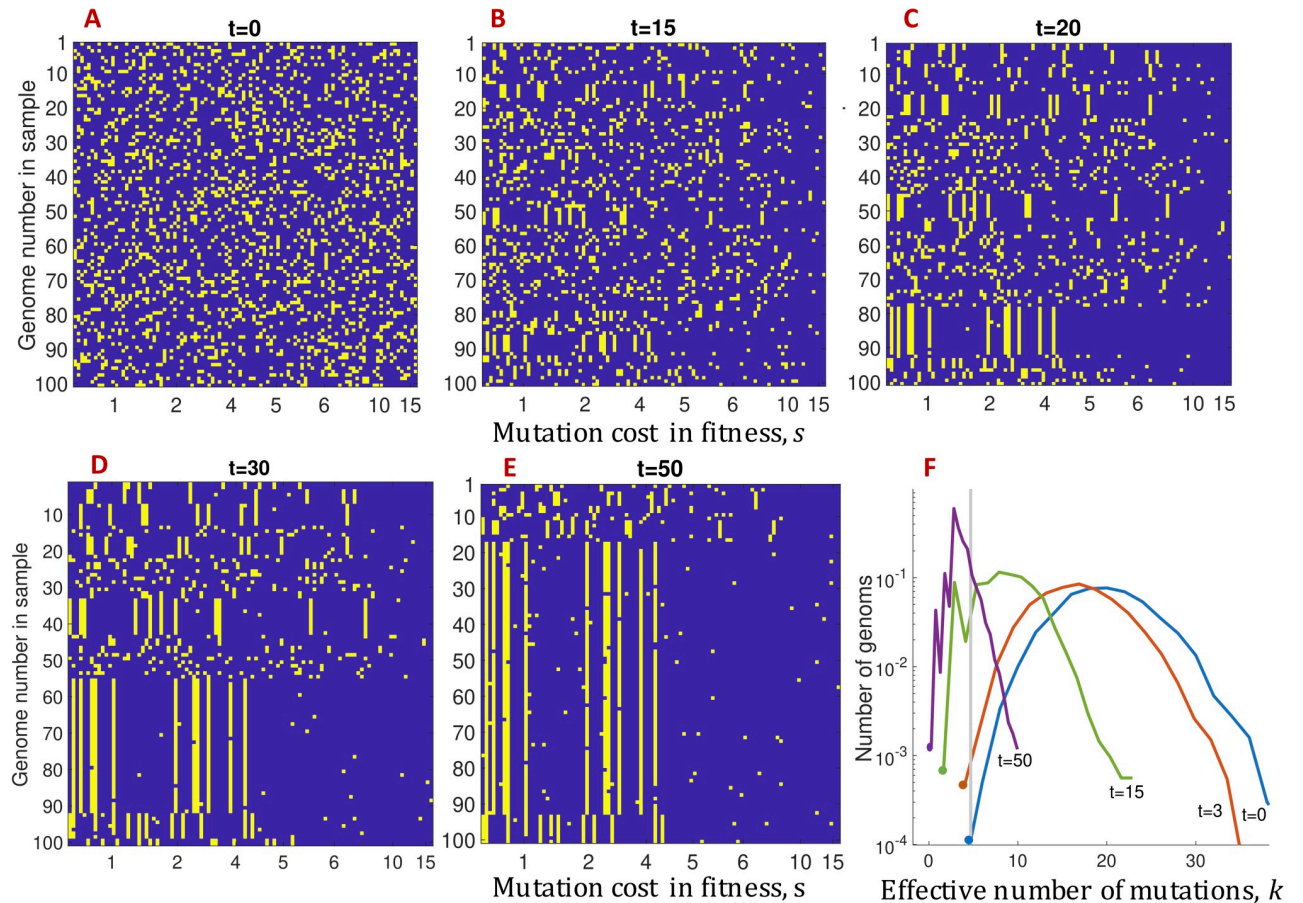 A
t=0
Genome number in sample
1
10
20
30
40
50
60
70
80
90
100
1 2 4 5 6 10 15
B
t=15
1
10
20
30
40
50
60
70
80
90
100
1 2 4 5 6 10 15
Mutation cost in fitness, s
C
t=20
1
10
20
30
40
50
60
70
80
90
100
1 2 4 5 6 10 15
D
t=30
Genome number in sample
10
20
30
40
50
60
70
80
90
100
1 2 4 5 6 10 15
E
t=50
1
10
20
30
40
50
60
70
80
90
100
1 2 4 5 6 10 15
Mutation cost in fitness, s
F
Number of genoms
10-1
10-2
10-3
10-4
t=50
t=15
t=3
t=0
0 10 20 30
Effective number of mutations, k